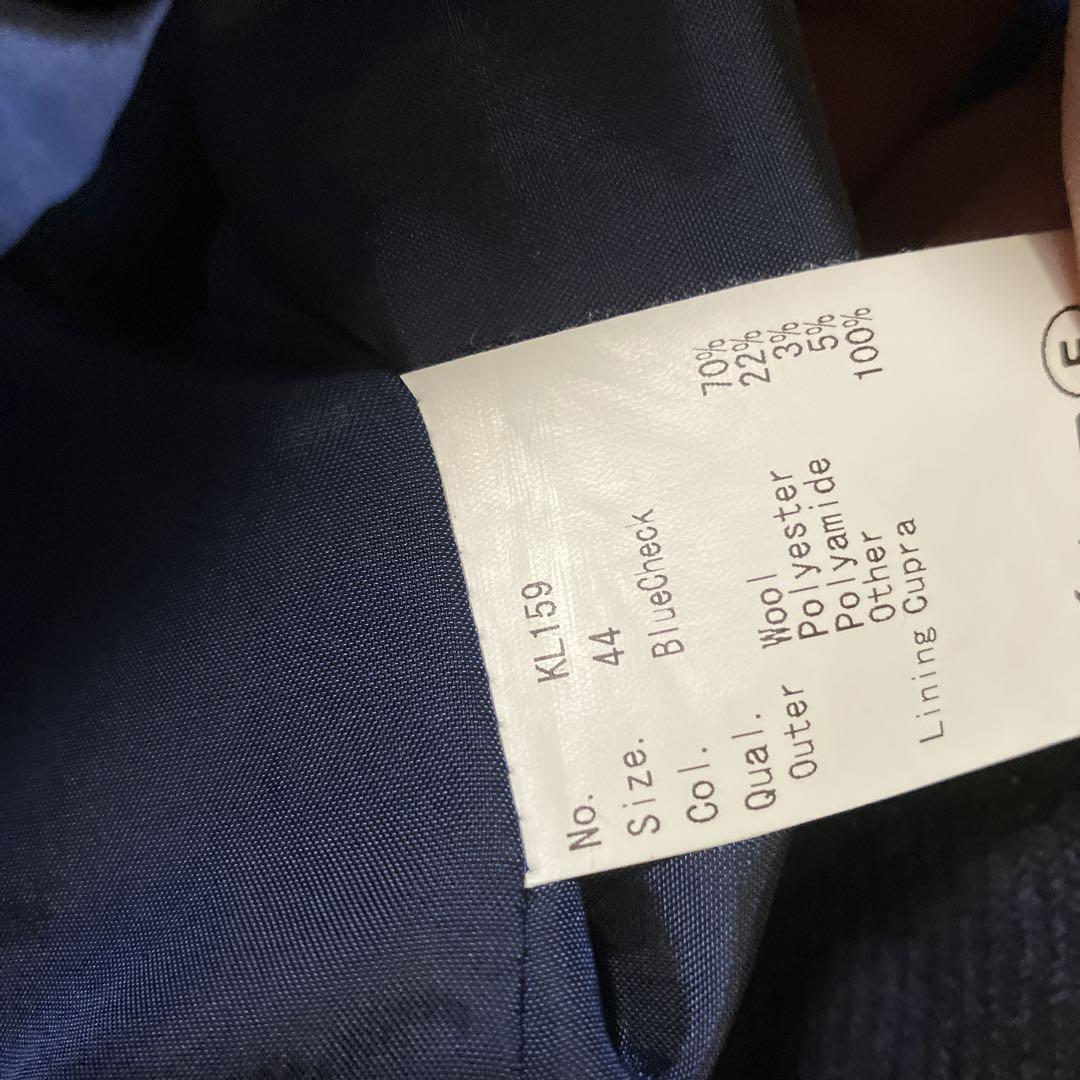 No. KL159
Size. 44
Col. BlueCheck
Qual.
Outer Wool 70%
Polyester 22%
Polyamide 3%
Other 5%
Lining Cupra 100%